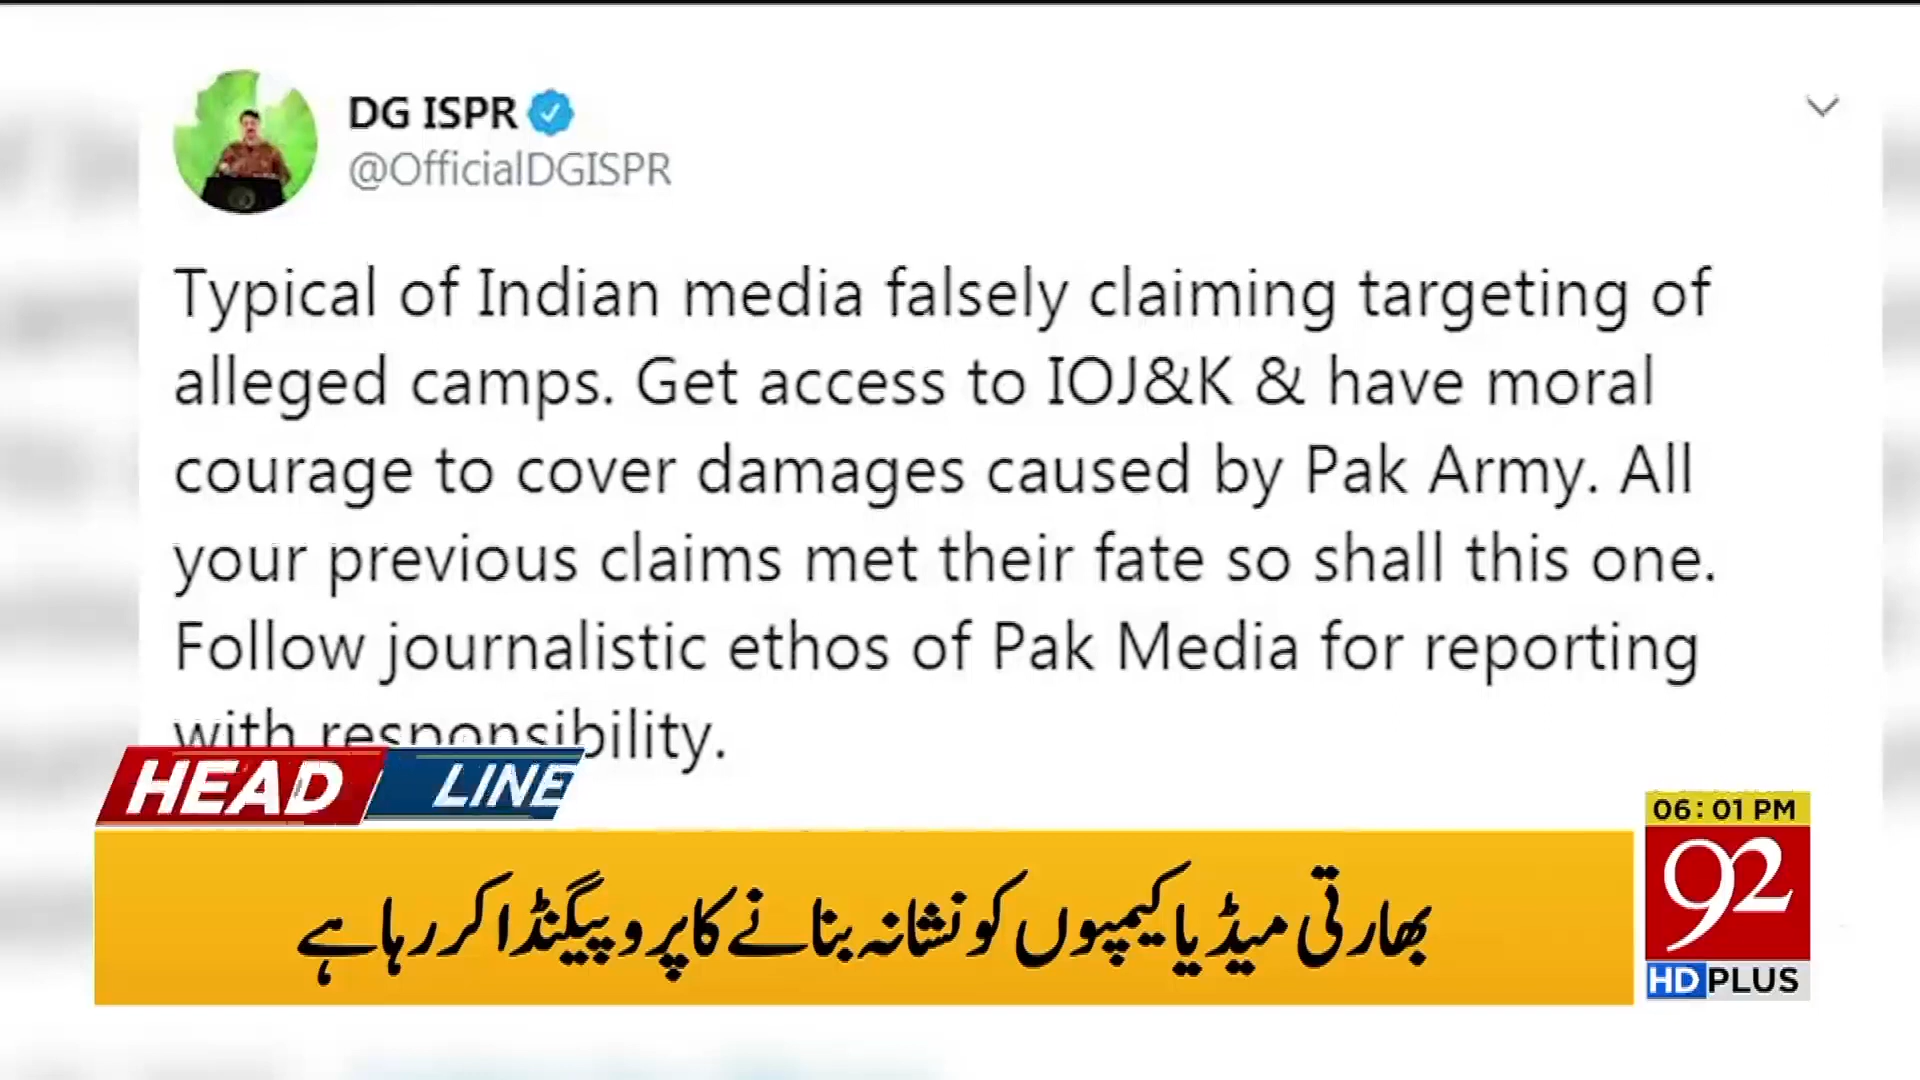 DG ISPR
@OfficialDGISPR
Typical of Indian media falsely claiming targeting of
alleged camps. Get access to IOJ&K & have moral
courage to cover damages caused by Pak Army. All
your previous claims met their fate so shall this one.
Follow journalistic ethos of Pak Media for reporting
with responsibility.
HEAD LINE
06:01 PM
بھارتی میڈیا کیمپوں کو نشانہ بنانے کا پروپیگنڈا کر رہا ہے
92
HD PLUS